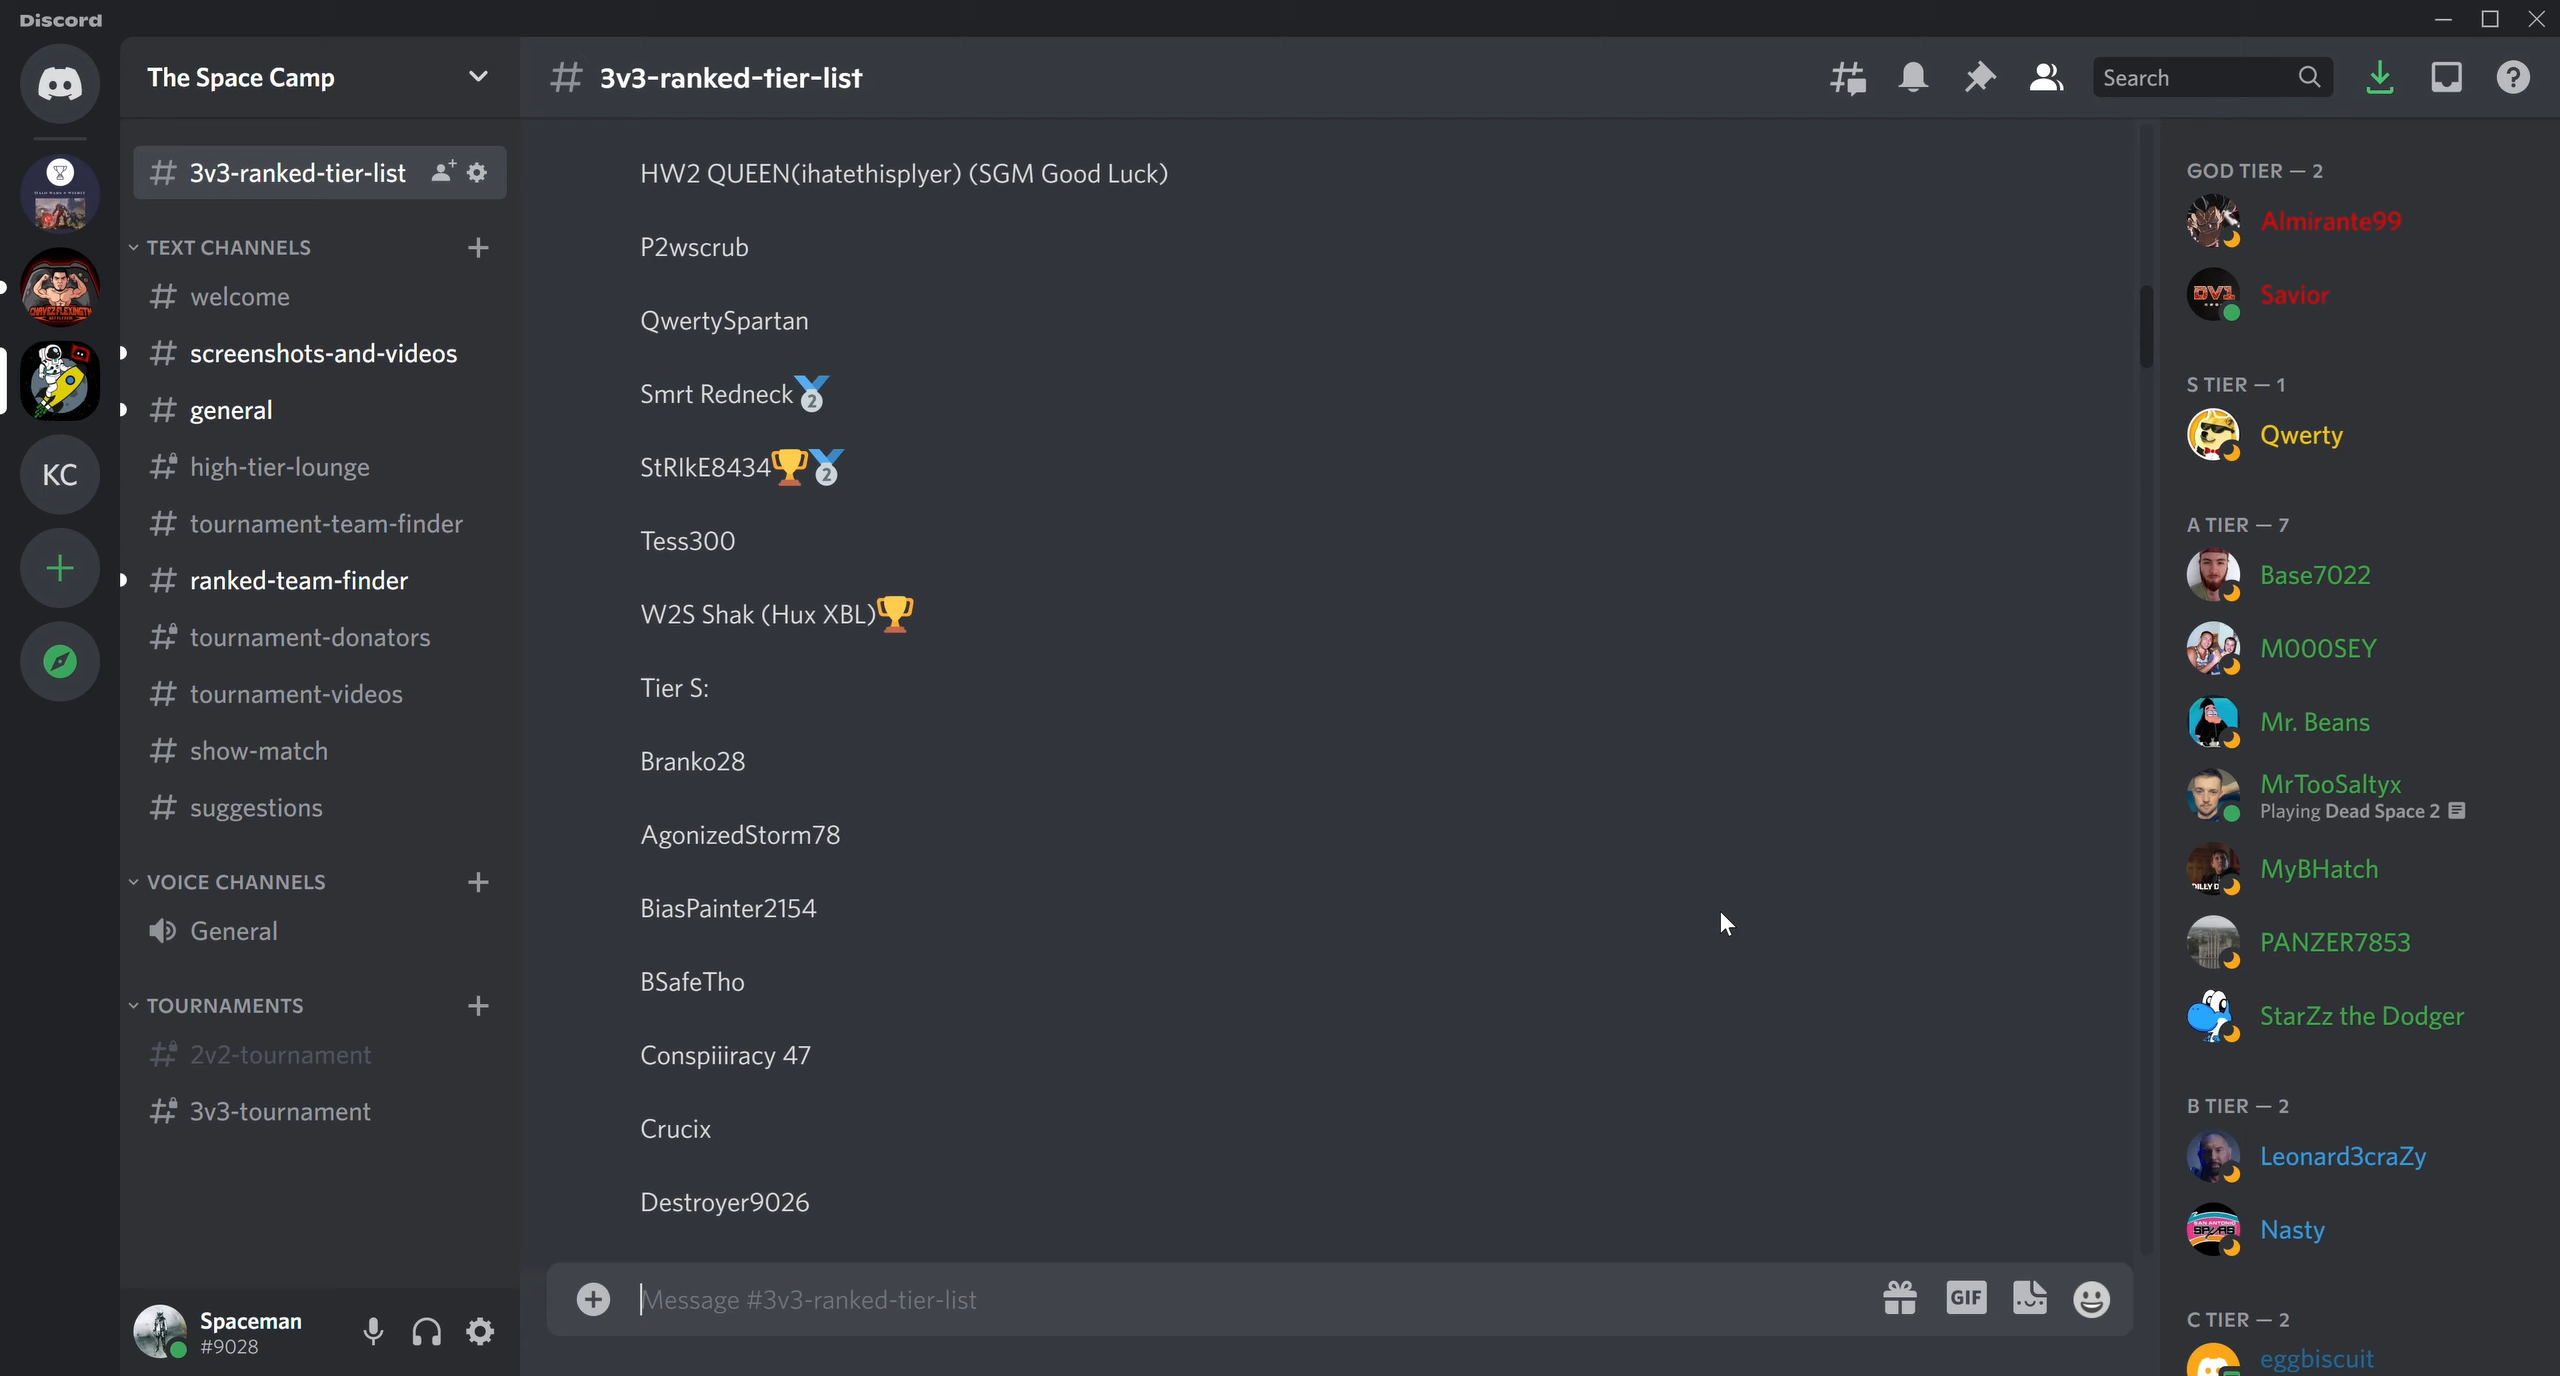 Discord
The Space Camp
3v3-ranked-tier-list
TEXT CHANNELS
welcome
screenshots-and-videos
general
high-tier-lounge
tournament-team-finder
ranked-team-finder
tournament-donators
tournament-videos
show-match
suggestions
VOICE CHANNELS
General
TOURNAMENTS
2v2-tournament
3v3-tournament
KC
Spaceman
#9028
3v3-ranked-tier-list
Search
HW2 QUEEN(ihatethisplyer) (SGM Good Luck)
P2wscrub
QwertySpartan
Smrt Redneck🥈
StRIkE8434🏆🥈
Tess300
W2S Shak (Hux XBL)🏆
Tier S:
Branko28
AgonizedStorm78
BiasPainter2154
BSafeTho
Conspiiiracy 47
Crucix
Destroyer9026
Message #3v3-ranked-tier-list
GIF
GOD TIER — 2
Almirante99
Savior
S TIER — 1
Qwerty
A TIER — 7
Base7022
M000SEY
Mr. Beans
MrTooSaltyx
Playing Dead Space 2
MyBHatch
PANZER7853
StarZz the Dodger
B TIER — 2
Leonard3craZy
Nasty
C TIER — 2
eggbiscuit